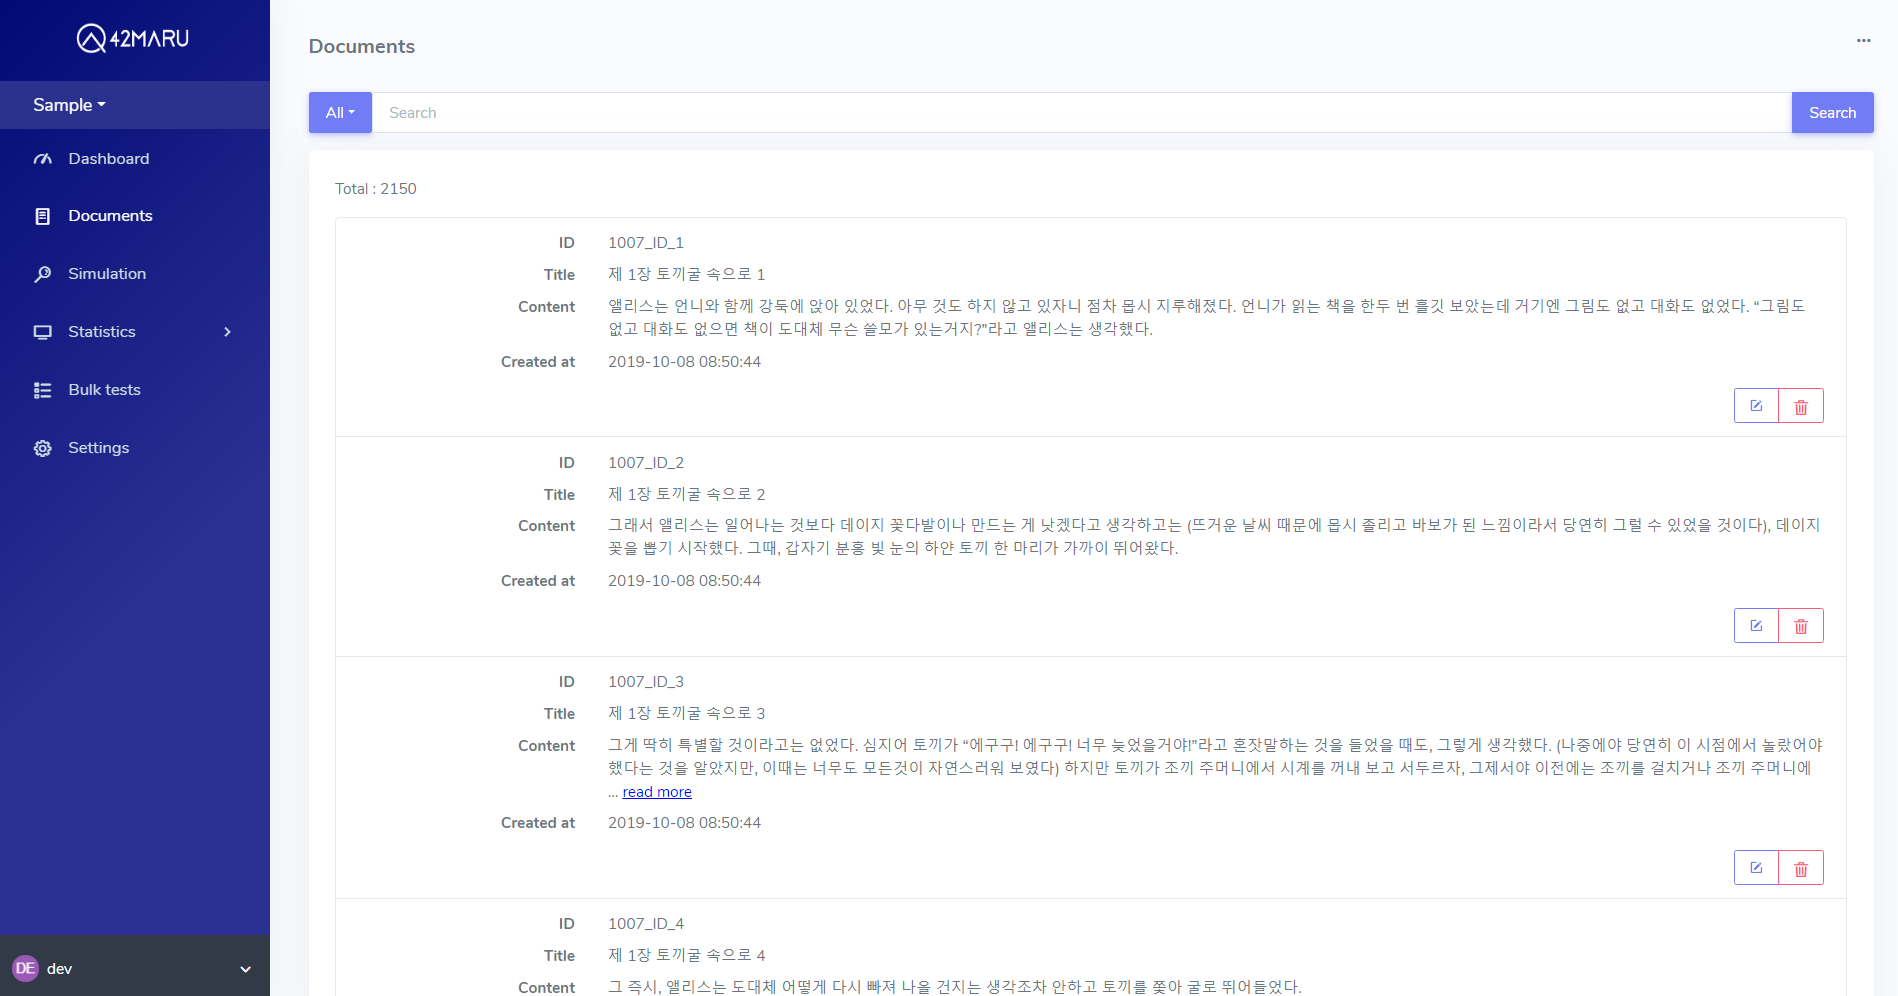 42MARU
Sample
Dashboard
Documents
Simulation
Statistics
Bulk tests
Settings
DE dev
Documents
...
All Search Search
Total : 2150
ID 1007_ID_1
Title 제 1장 토끼굴 속으로 1
Content 앨리스는 언니와 함께 강둑에 앉아 있었다. 아무 것도 하지 않고 있자니 점차 몹시 지루해졌다. 언니가 읽는 책을 한두 번 흘깃 보았는데 거기엔 그림도 없고 대화도 없었다. “그림도
없고 대화도 없으면 책이 도대체 무슨 쓸모가 있는거지?”라고 앨리스는 생각했다.
Created at 2019-10-08 08:50:44
ID 1007_ID_2
Title 제 1장 토끼굴 속으로 2
Content 그래서 앨리스는 일어나는 것보다 데이지 꽃다발이나 만드는 게 낫겠다고 생각하고는 (뜨거운 날씨 때문에 몹시 졸리고 바보가 된 느낌이라서 당연히 그럴 수 있었을 것이다), 데이지
꽃을 뽑기 시작했다. 그때, 갑자기 분홍 빛 눈의 하얀 토끼 한 마리가 가까이 뛰어왔다.
Created at 2019-10-08 08:50:44
ID 1007_ID_3
Title 제 1장 토끼굴 속으로 3
Content 그게 딱히 특별할 것이라고는 없었다. 심지어 토끼가 “에구구! 에구구! 너무 늦었을거야!”라고 혼잣말하는 것을 들었을 때도, 그렇게 생각했다. (나중에야 당연히 이 시점에서 놀랐어야
했다는 것을 알았지만, 이때는 너무도 모든것이 자연스러워 보였다) 하지만 토끼가 조끼 주머니에서 시계를 꺼내 보고 서두르자, 그제서야 이전에는 조끼를 걸치거나 조끼 주머니에
... read more
Created at 2019-10-08 08:50:44
ID 1007_ID_4
Title 제 1장 토끼굴 속으로 4
Content 그 즉시, 앨리스는 도대체 어떻게 다시 빠져 나올 건지는 생각조차 안하고 토끼를 쫓아 굴로 뛰어들었다.